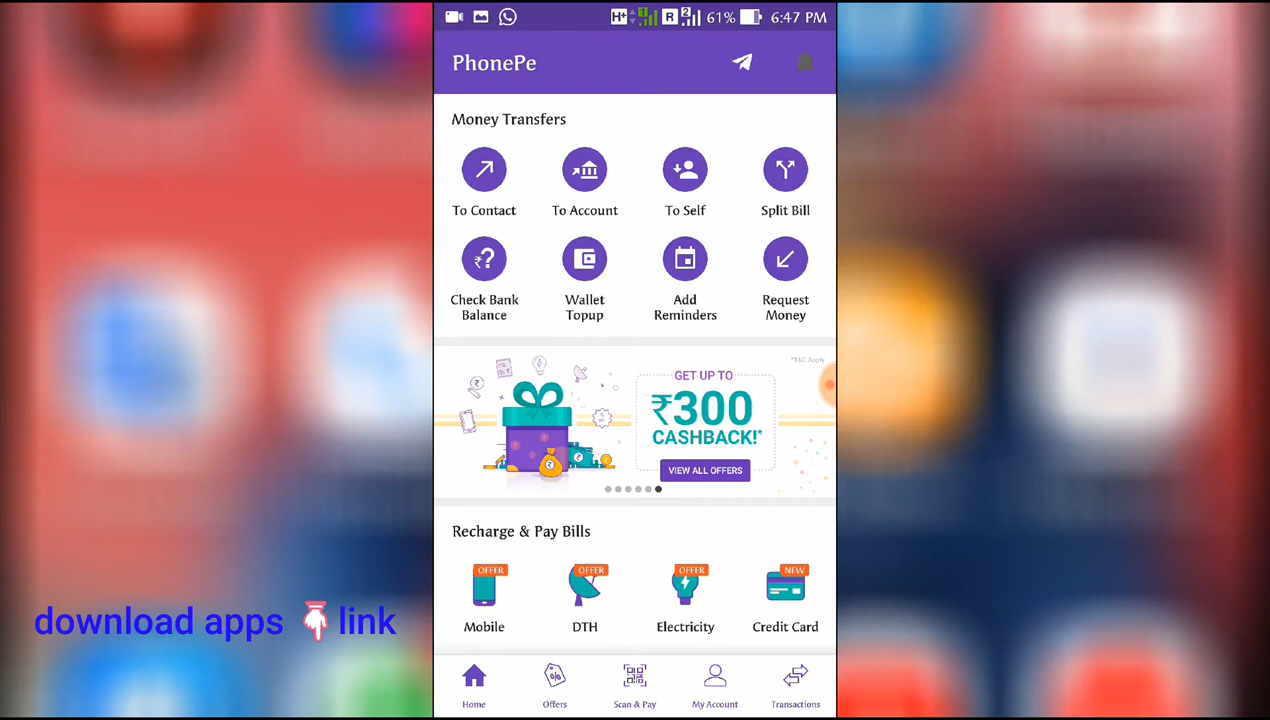 H+ 1 R 2 61% 6:47 PM
PhonePe
Money Transfers
To Contact To Account To Self Split Bill
₹?
Check Bank Balance
Wallet Topup
Add Reminders
Request Money
*T&C Apply
GET UP TO
₹300
CASHBACK!*
VIEW ALL OFFERS
Recharge & Pay Bills
OFFER OFFER OFFER NEW
Mobile DTH Electricity Credit Card
download apps 👇 link
Home Offers Scan & Pay My Account Transactions